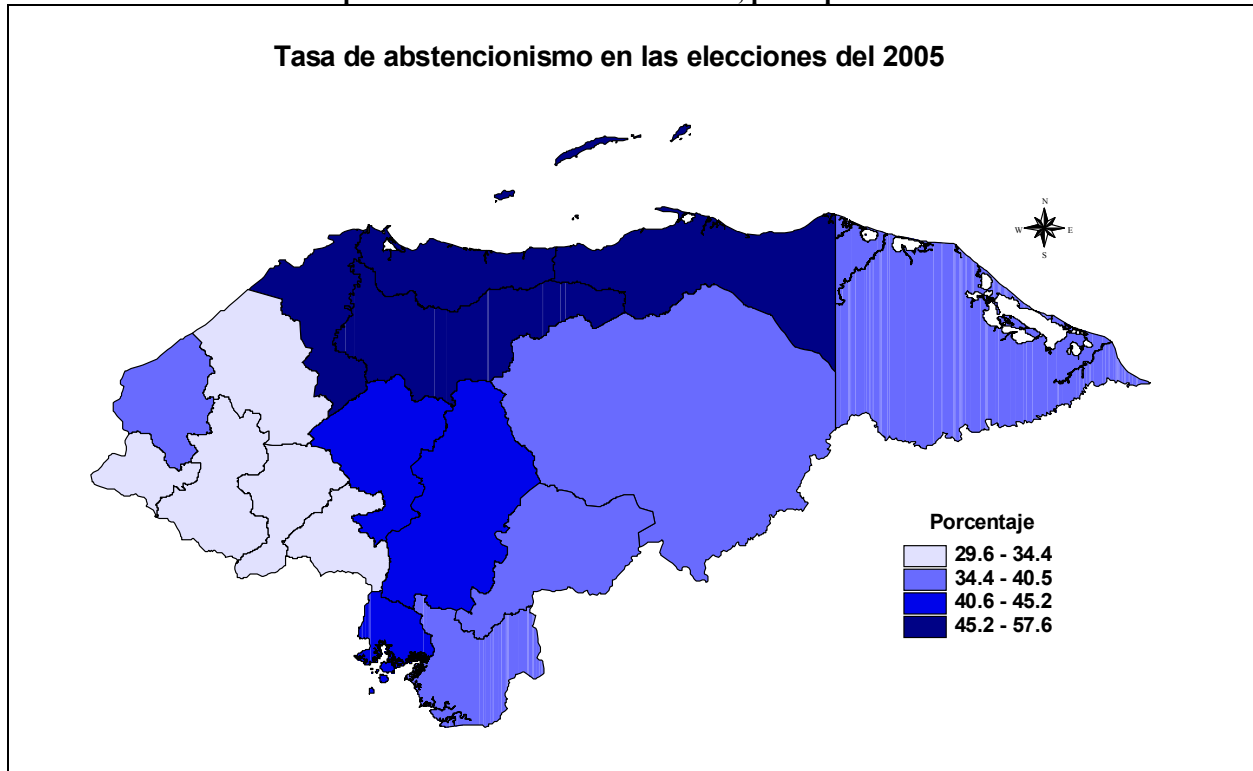 Tasa de abstencionismo en las elecciones del 2005
N
W E
S
Porcentaje
29.6 - 34.4
34.4 - 40.5
40.6 - 45.2
45.2 - 57.6